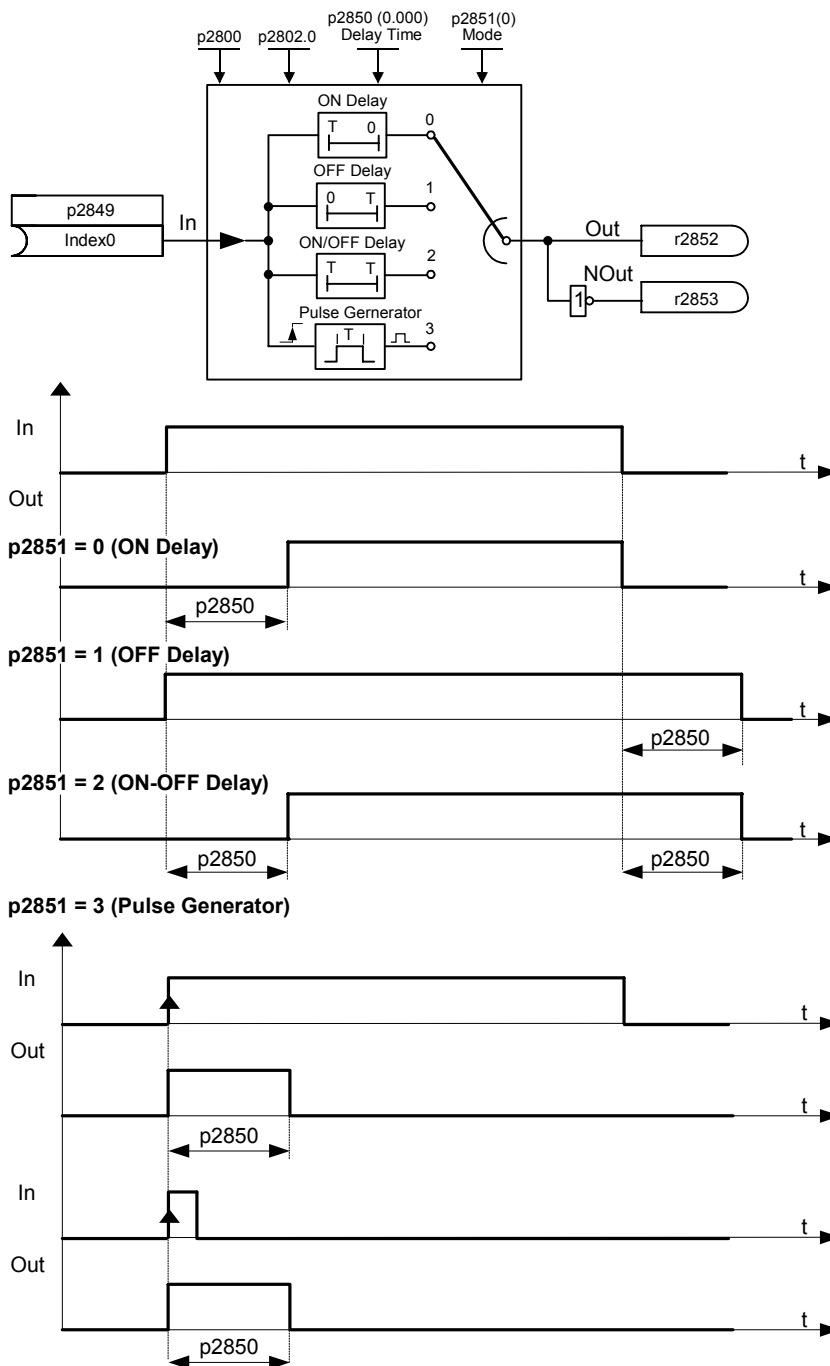 p2800
p2802.0
p2850 (0.000)
Delay Time
p2851(0)
Mode
ON Delay
T 0
0
OFF Delay
0 T
1
p2849
Index0
In
ON/OFF Delay
T T
2
Out
r2852
NOut
1
r2853
Pulse Gernerator
T
3
In
t
Out
p2851 = 0 (ON Delay)
t
p2850
p2851 = 1 (OFF Delay)
t
p2850
p2851 = 2 (ON-OFF Delay)
t
p2850
p2850
p2851 = 3 (Pulse Generator)
In
t
Out
t
p2850
In
t
Out
t
p2850